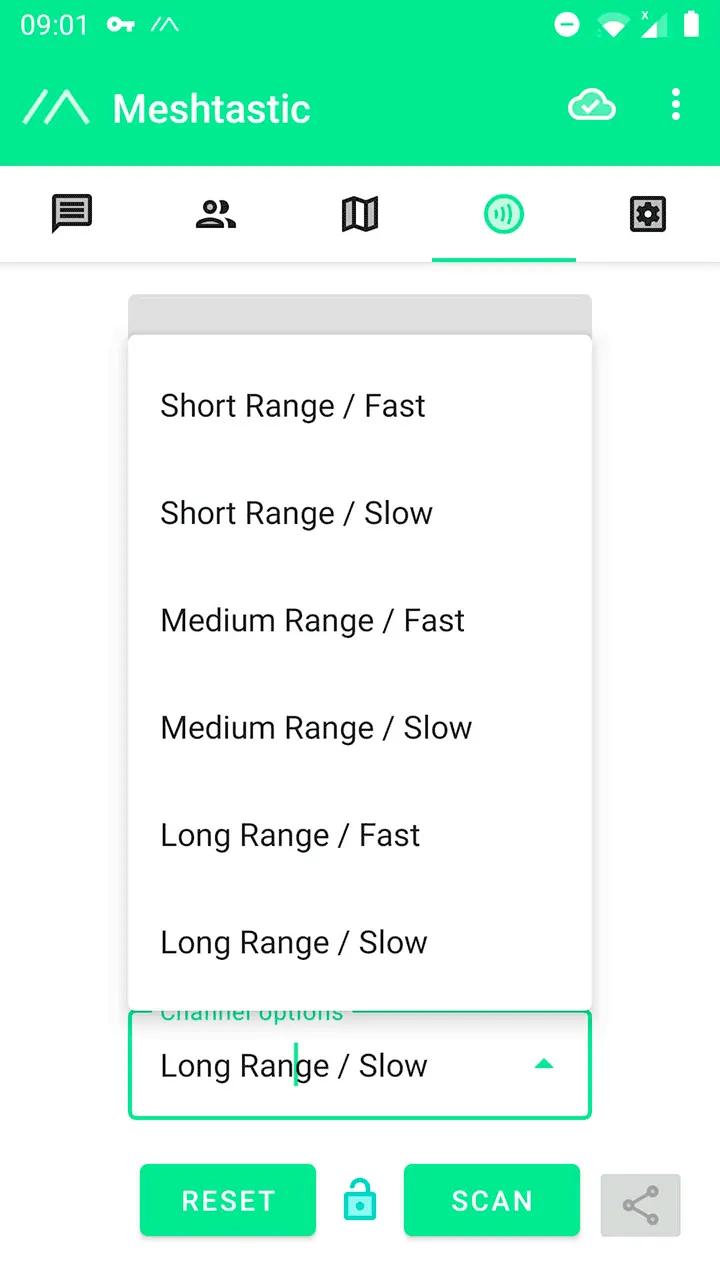 09:01
Meshtastic
Short Range / Fast
Short Range / Slow
Medium Range / Fast
Medium Range / Slow
Long Range / Fast
Long Range / Slow
Channel options
Long Range / Slow
RESET
SCAN